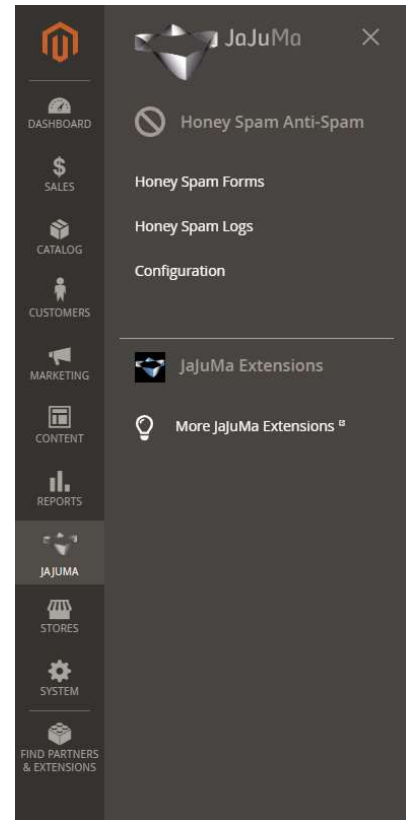 JaJuMa
DASHBOARD
SALES
CATALOG
CUSTOMERS
MARKETING
CONTENT
REPORTS
JAJUMA
STORES
SYSTEM
FIND PARTNERS
& EXTENSIONS
Honey Spam Anti-Spam
Honey Spam Forms
Honey Spam Logs
Configuration
JaJuMa Extensions
More JaJuMa Extensions